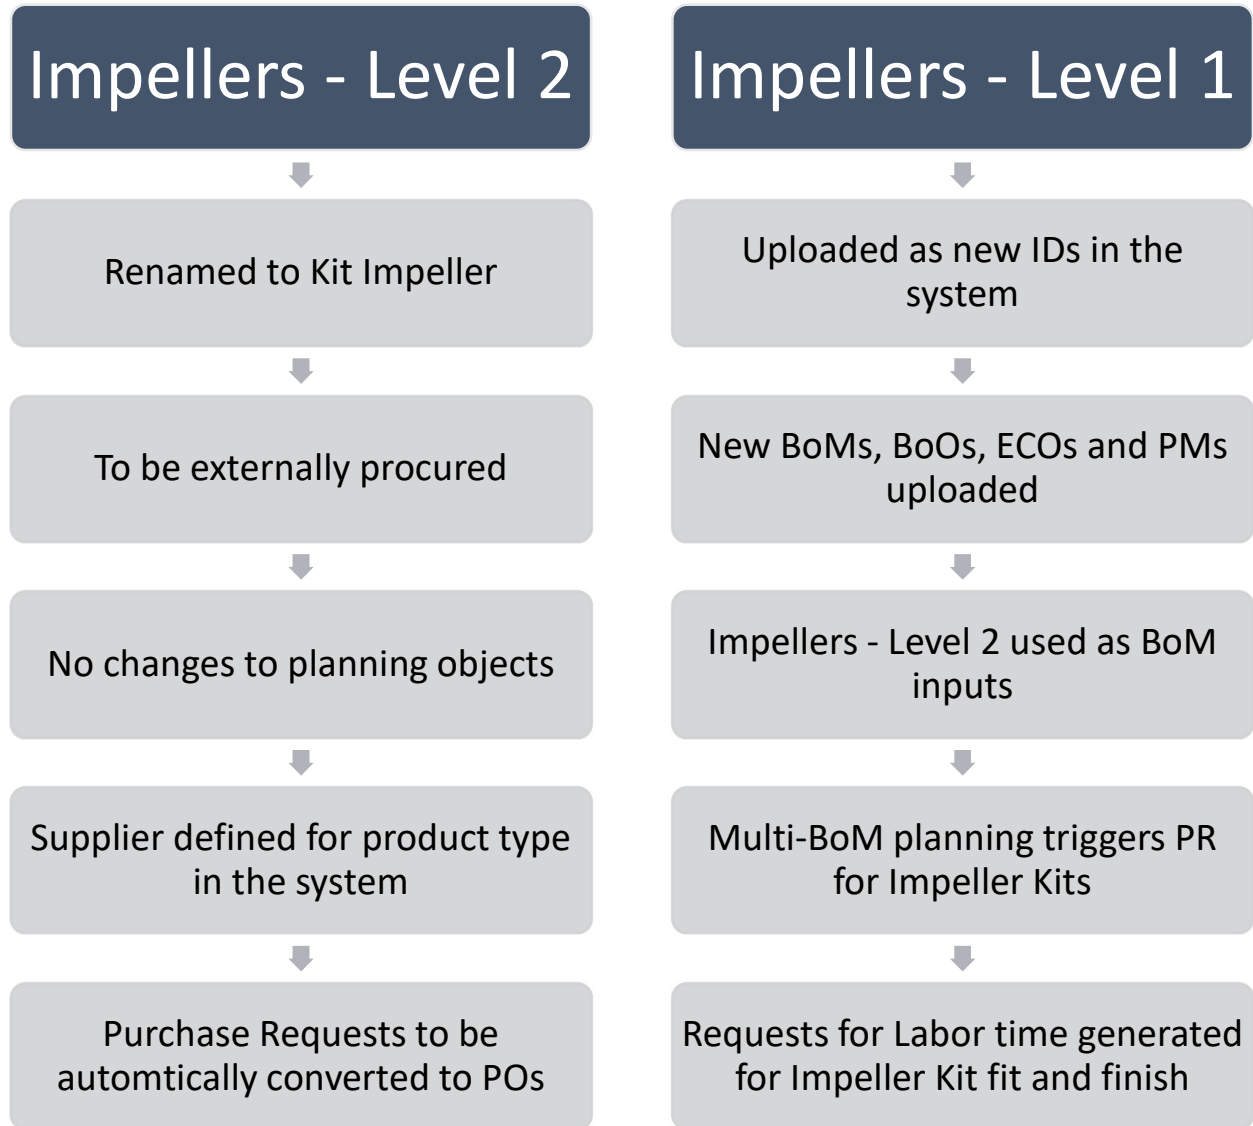 Impellers - Level 2
Renamed to Kit Impeller
To be externally procured
No changes to planning objects
Supplier defined for product type
in the system
Purchase Requests to be
automtically converted to POs
Impellers - Level 1
Uploaded as new IDs in the
system
New BoMs, BoOs, ECOs and PMs
uploaded
Impellers - Level 2 used as BoM
inputs
Multi-BoM planning triggers PR
for Impeller Kits
Requests for Labor time generated
for Impeller Kit fit and finish